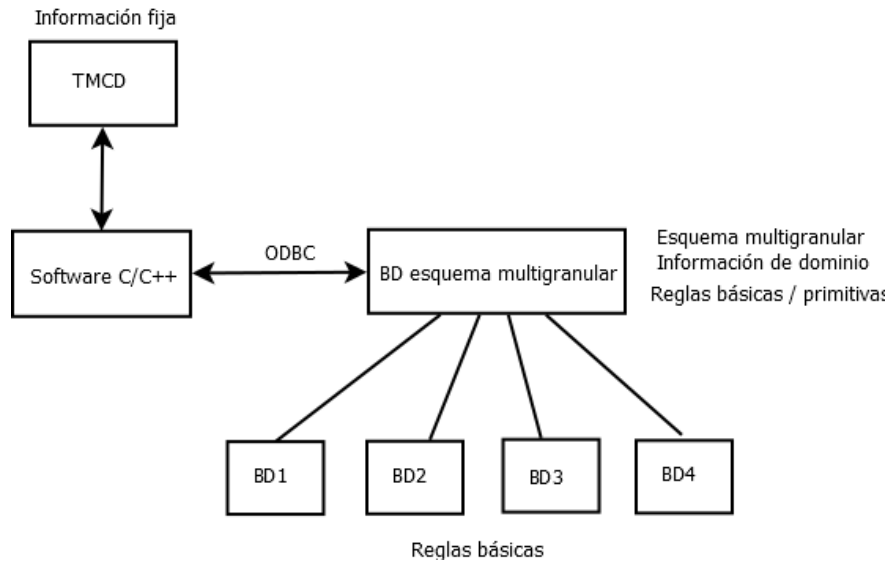 Información fija
TMCD
Software C/C++
ODBC
BD esquema multigranular
Esquema multigranular
Información de dominio
Reglas básicas / primitivas
BD1
BD2
BD3
BD4
Reglas básicas